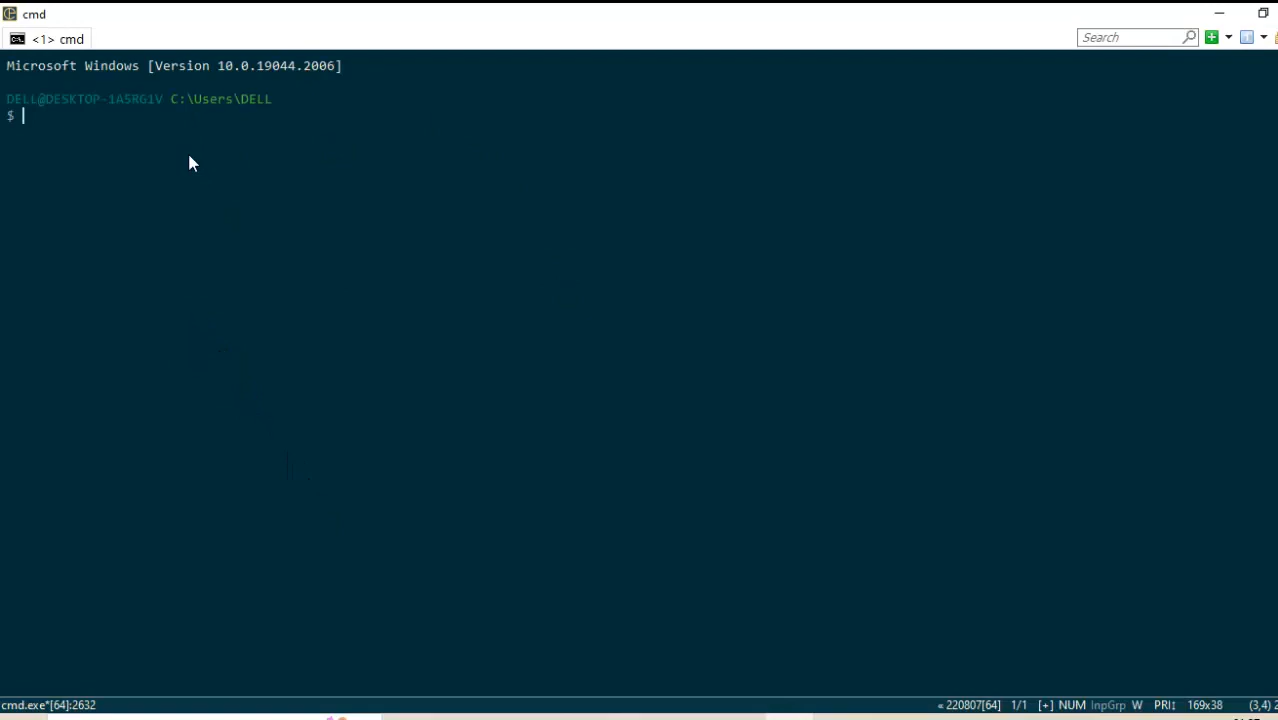 cmd
<1> cmd
Search
Microsoft Windows [Version 10.0.19044.2006]
DELL@DESKTOP-1A5RG1V C:\Users\DELL
$
cmd.exe*[64]:2632
« 220807[64] 1/1 [+] NUM InpGrp W PRI↕ 169x38 (3,4) 2